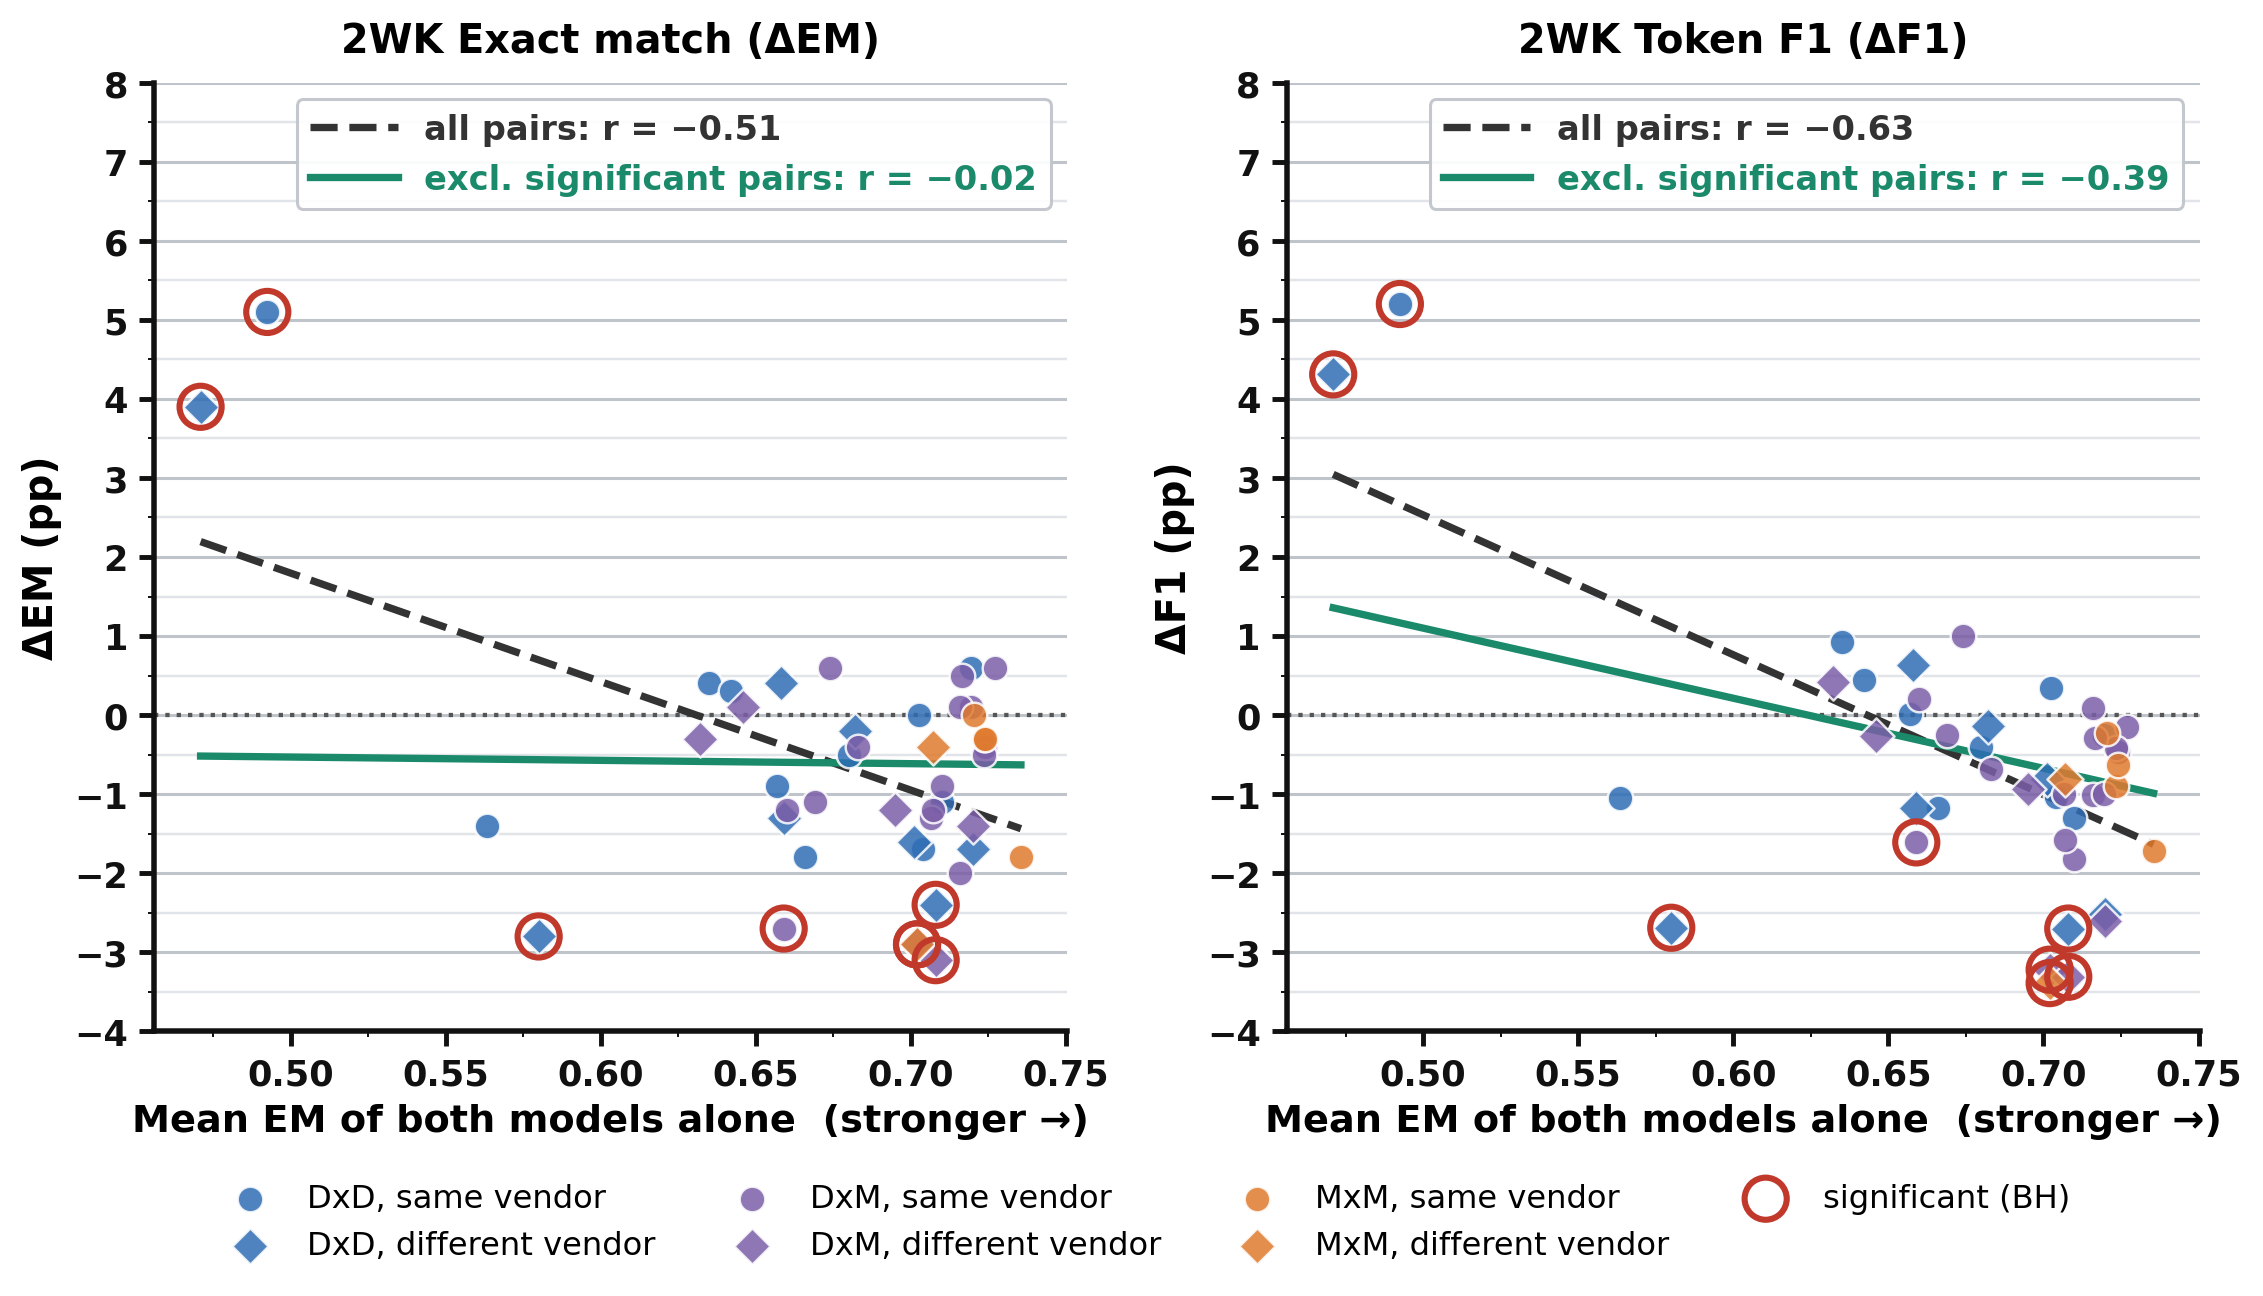 2WK Exact match (ΔEM)
all pairs: r = −0.51
excl. significant pairs: r = −0.02
8
7
6
5
4
3
2
1
0
−1
−2
−3
−4
ΔEM (pp)
0.50 0.55 0.60 0.65 0.70 0.75
Mean EM of both models alone (stronger →)
2WK Token F1 (ΔF1)
all pairs: r = −0.63
excl. significant pairs: r = −0.39
8
7
6
5
4
3
2
1
0
−1
−2
−3
−4
ΔF1 (pp)
0.50 0.55 0.60 0.65 0.70 0.75
Mean EM of both models alone (stronger →)
DxD, same vendor
DxD, different vendor
DxM, same vendor
DxM, different vendor
MxM, same vendor
MxM, different vendor
significant (BH)